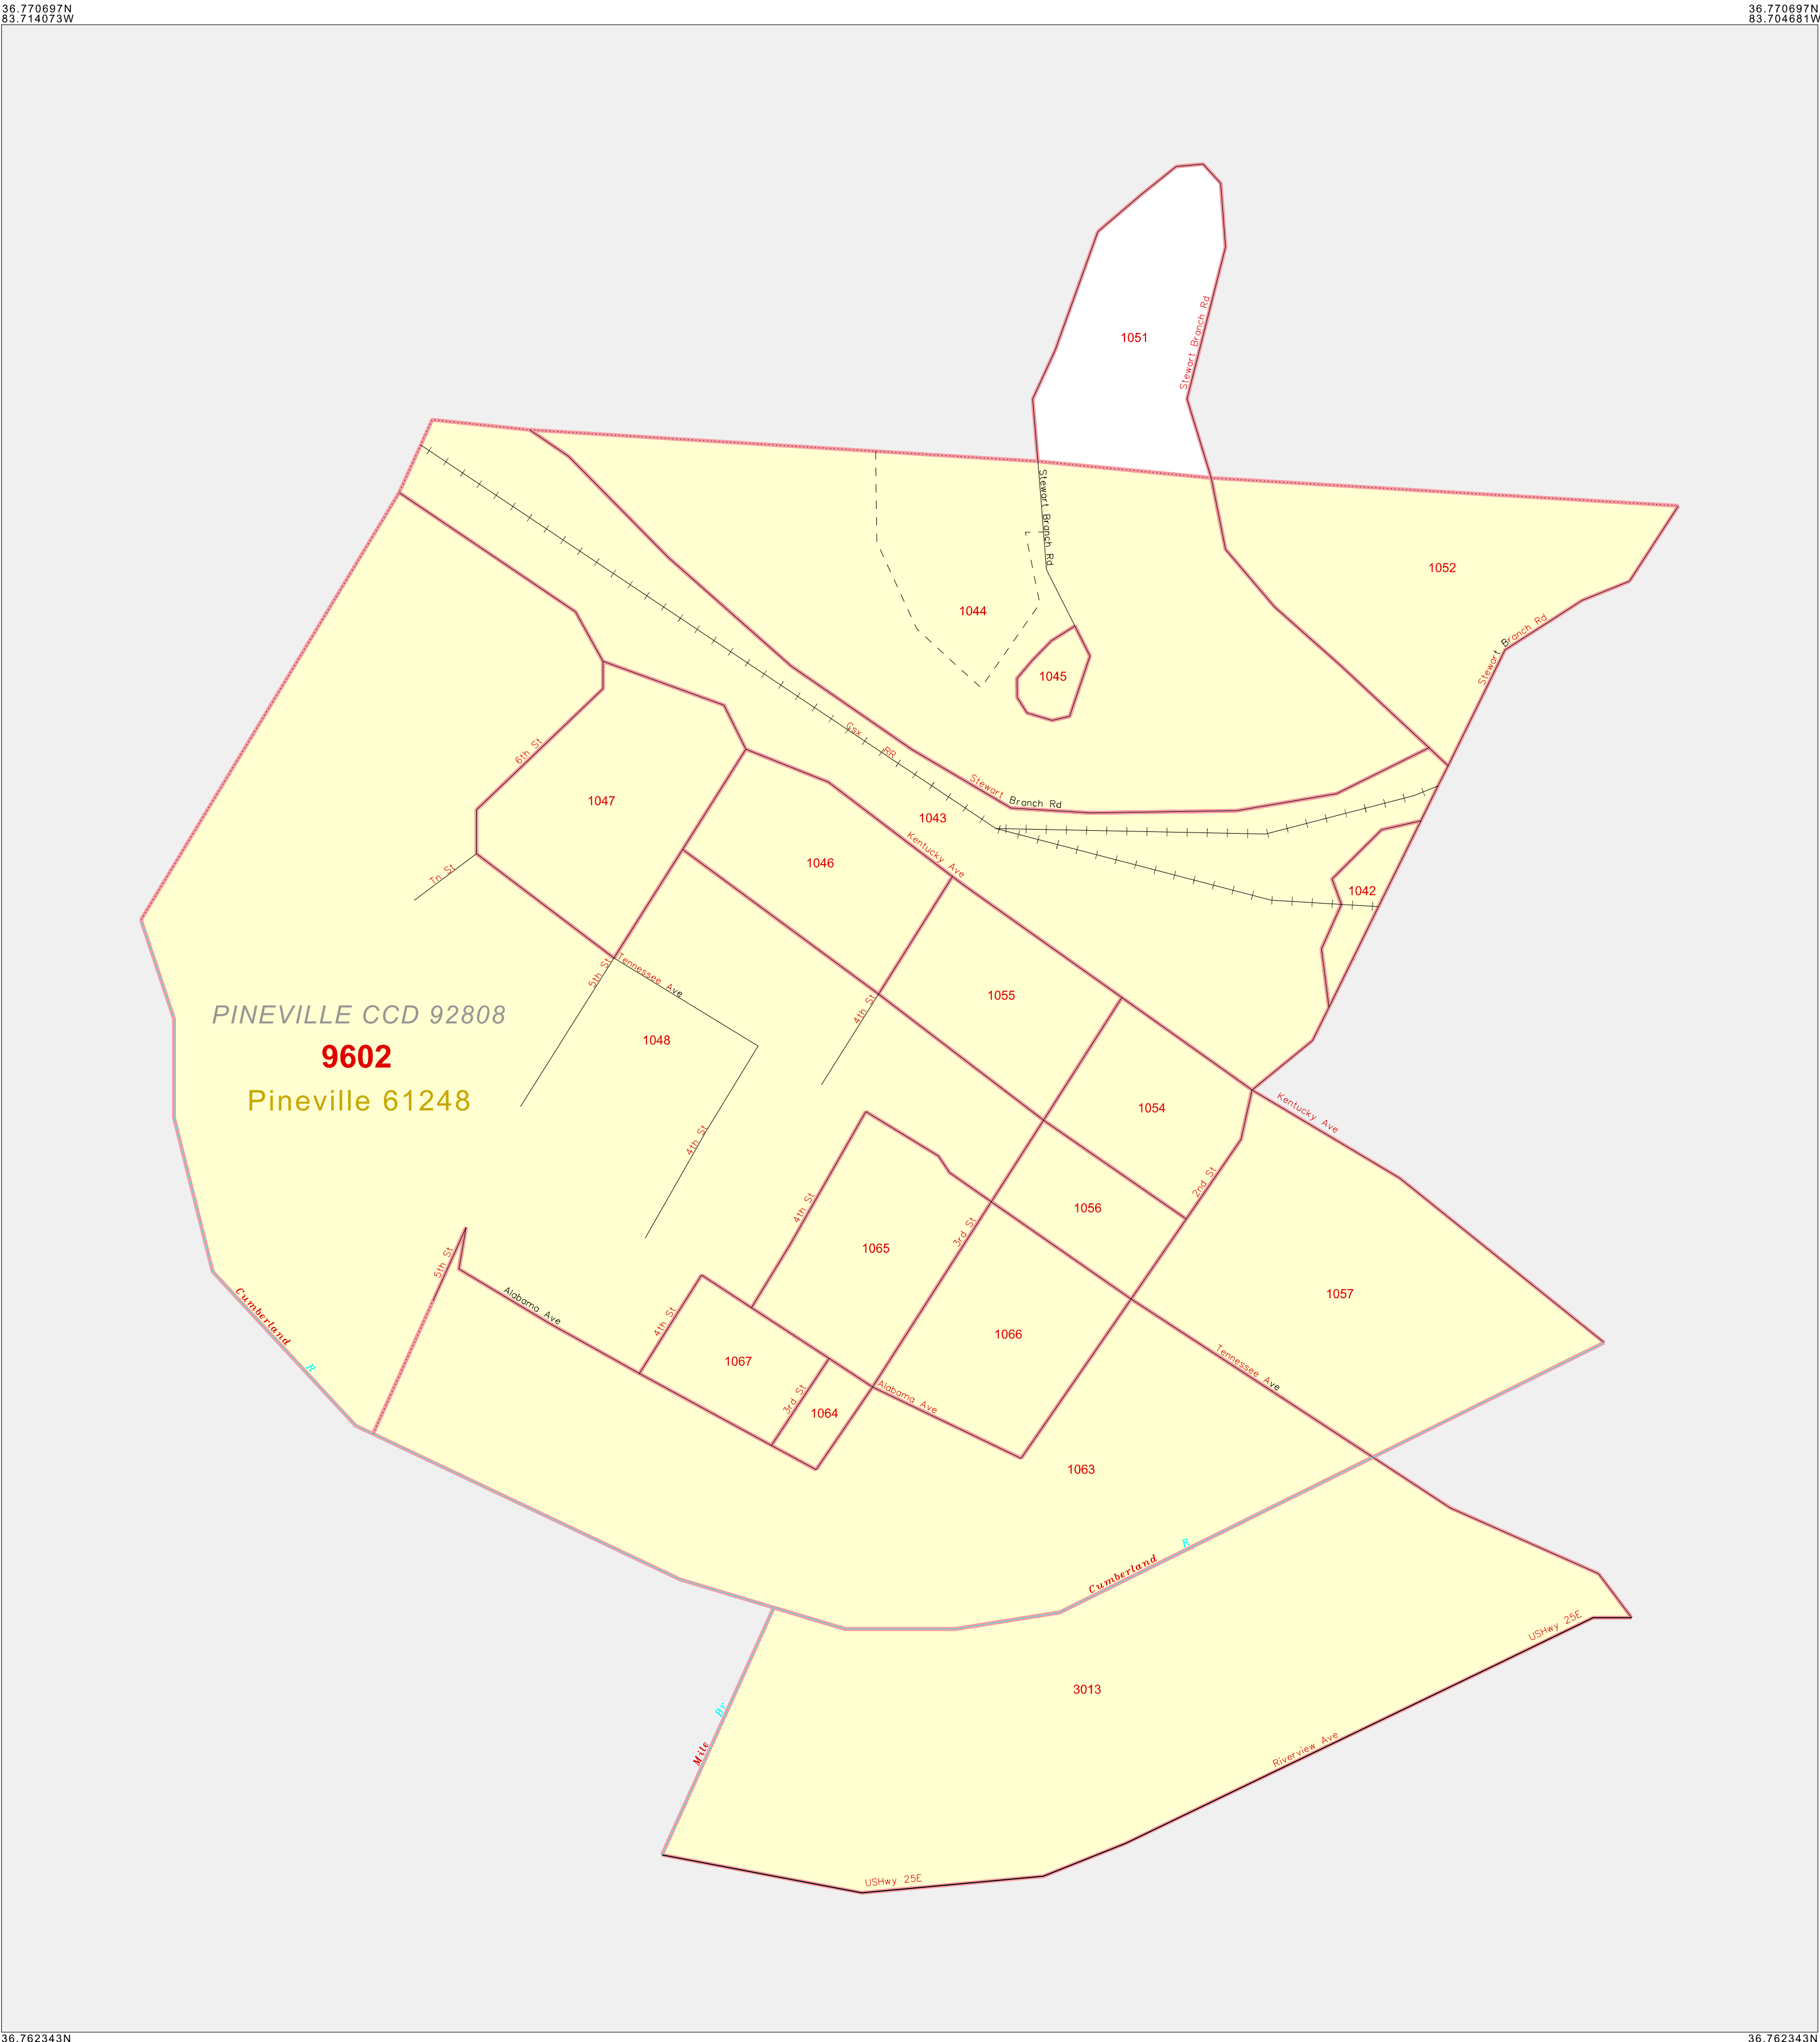 36.770697N
83.714073W
36.770697N
83.704681W
1051
Stewart Branch Rd
Stewart Branch Rd
1052
1044
Stewart Branch Rd
1045
6th St
Csx RR
Stewart Branch Rd
1047
1043
Kentucky Ave
1046
Tn St
1042
5th St
Tennessee Ave
4th St
1055
PINEVILLE CCD 92808
9602
Pineville 61248
1048
4th St
1054
Kentucky Ave
2nd St
4th St
1056
3rd St
1065
5th St
Alabama Ave
Cumberland R
4th St
1057
1066
1067
Tennessee Ave
3rd St
1064
Alabama Ave
1063
Cumberland R
USHwy 25E
3013
Mile Br
Riverview Ave
USHwy 25E
36.762343N
36.762343N